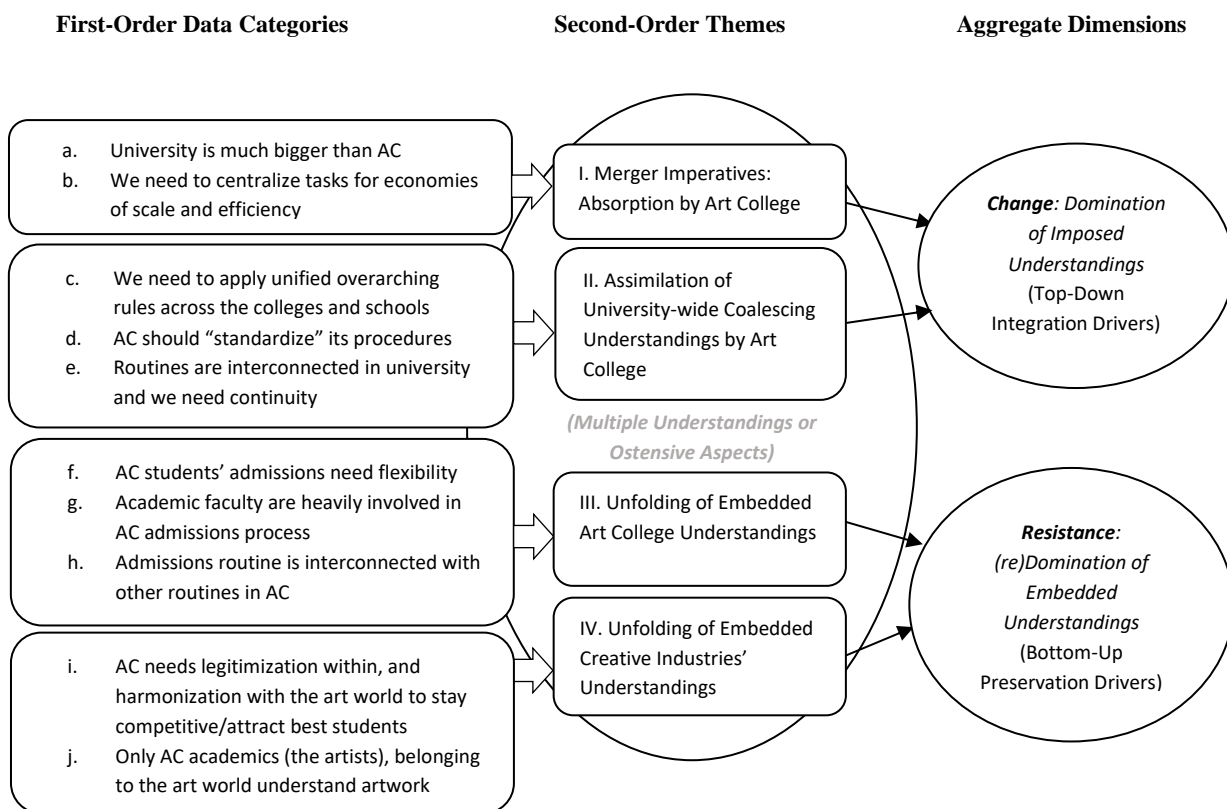 First-Order Data Categories
Second-Order Themes
Aggregate Dimensions
a. University is much bigger than AC
b. We need to centralize tasks for economies
of scale and efficiency
c. We need to apply unified overarching
rules across the colleges and schools
d. AC should “standardize” its procedures
e. Routines are interconnected in university
and we need continuity
f. AC students’ admissions need flexibility
g. Academic faculty are heavily involved in
AC admissions process
h. Admissions routine is interconnected with
other routines in AC
i. AC needs legitimization within, and
harmonization with the art world to stay
competitive/attract best students
j. Only AC academics (the artists), belonging
to the art world understand artwork
I. Merger Imperatives:
Absorption by Art College
II. Assimilation of
University-wide Coalescing
Understandings by Art
College
(Multiple Understandings or
Ostensive Aspects)
III. Unfolding of Embedded
Art College Understandings
IV. Unfolding of Embedded
Creative Industries’
Understandings
Change: Domination
of Imposed
Understandings
(Top-Down
Integration Drivers)
Resistance:
(re)Domination of
Embedded
Understandings
(Bottom-Up
Preservation Drivers)